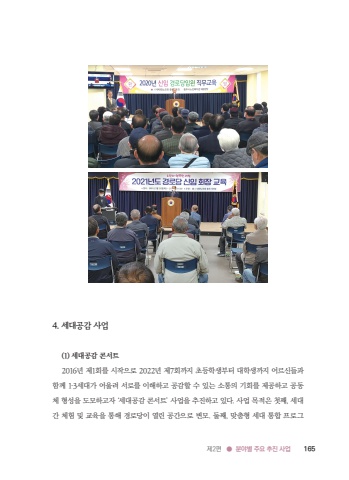 2020년 신임 경로당임원 직무교육
2021년도 경로당 신임 회장 교육
4. 세대공감 사업
(1) 세대공감 콘서트
2016년 제1회를 시작으로 2022년 제7회까지 초등학생부터 대학생까지 어르신들과
함께 1·3세대가 어울려 서로를 이해하고 공감할 수 있는 소통의 기회를 제공하고 공동
체 형성을 도모하고자 '세대공감 콘서트' 사업을 추진하고 있다. 사업 목적은 첫째, 세대
간 체험 및 교육을 통해 경로당이 열린 공간으로 변모. 둘째, 맞춤형 세대 통합 프로그
제2편 ● 분야별 주요 추진 사업 165